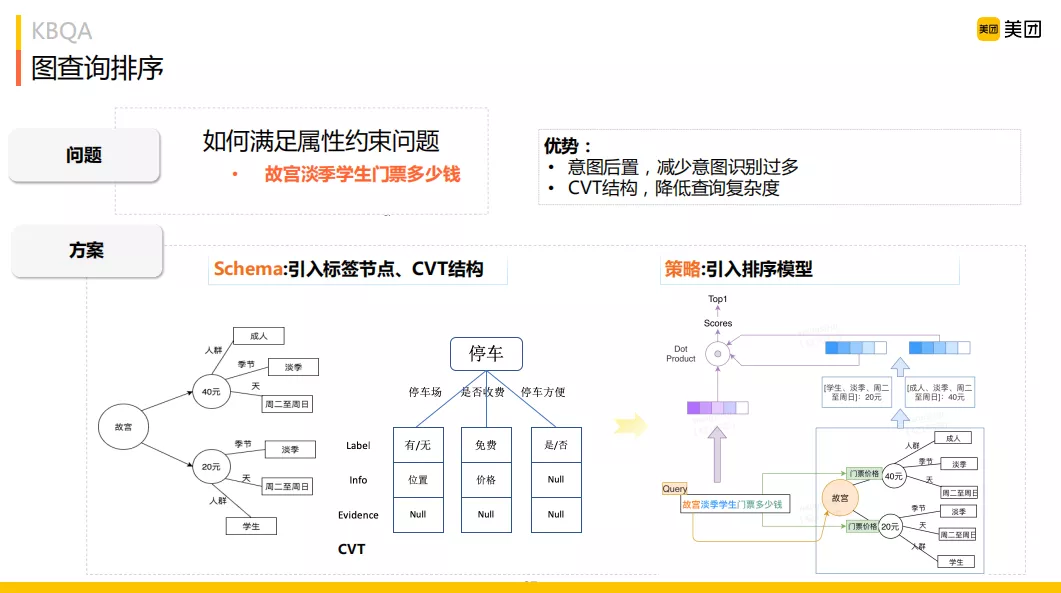 KBQA
图查询排序
美团 美团
问题
如何满足属性约束问题
• 故宫淡季学生门票多少钱
优势：
• 意图后置，减少意图识别过多
• CVT结构，降低查询复杂度
方案
Schema:引入标签节点、CVT结构
故宫
40元
人群
成人
季节
淡季
天
周二至周日
20元
季节
淡季
天
周二至周日
人群
学生
停车
停车场 是否收费 停车方便
Label 有/无 免费 是/否
Info 位置 价格 Null
Evidence Null Null Null
CVT
策略:引入排序模型
Top1
Scores
Dot
Product
[学生、淡季、周二
至周日]：20元
[成人、淡季、周二
至周日]：40元
Query
故宫淡季学生门票多少钱
故宫
门票价格
40元
人群
成人
季节
淡季
天
周二至周日
门票价格
20元
季节
淡季
天
周二至周日
人群
学生